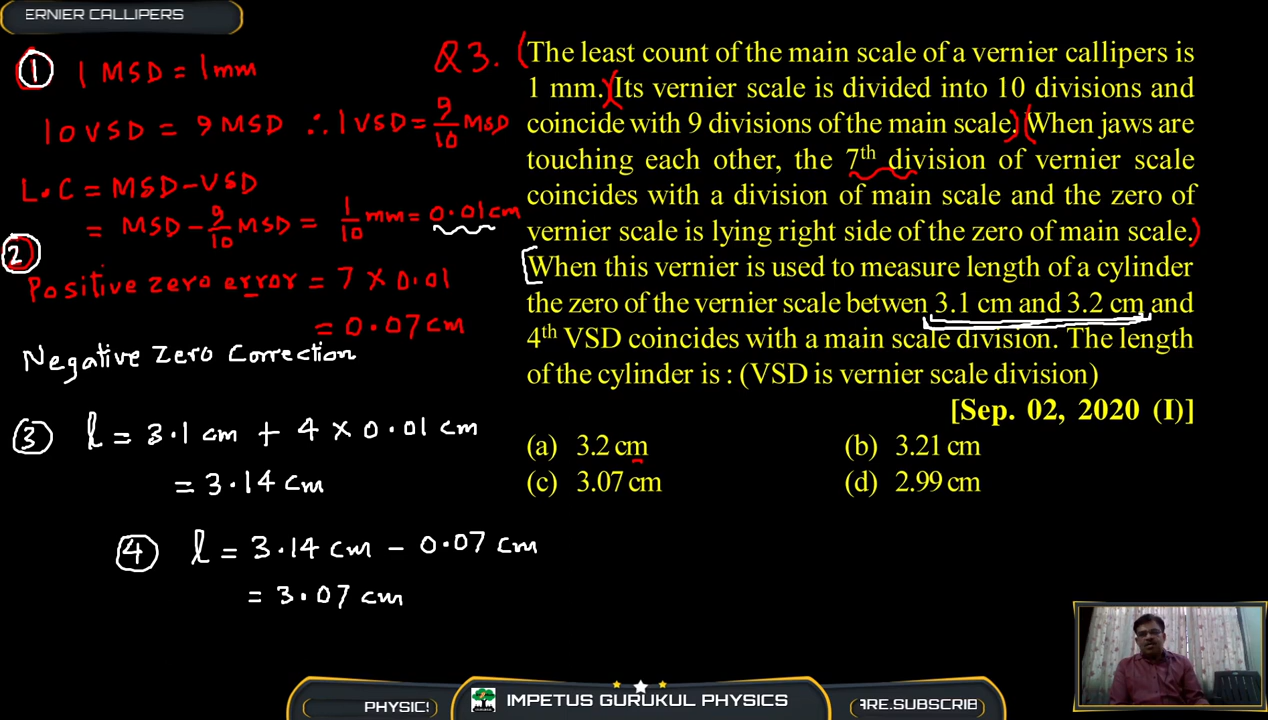 ERNIER CALLIPERS
1 1 MSD = 1 mm
10 VSD = 9 MSD ∴ 1 VSD = 9/10 MSD
L.C = MSD - VSD
= MSD - 9/10 MSD = 1/10 mm = 0.01 cm
2
Positive zero error = 7 × 0.01
= 0.07 cm
Negative Zero Correction
3 l = 3.1 cm + 4 × 0.01 cm
= 3.14 cm
4 l = 3.14 cm - 0.07 cm
= 3.07 cm
Q3. (The least count of the main scale of a vernier callipers is
1 mm.)(Its vernier scale is divided into 10 divisions and
coincide with 9 divisions of the main scale.)(When jaws are
touching each other, the 7th division of vernier scale
coincides with a division of main scale and the zero of
vernier scale is lying right side of the zero of main scale.)
[When this vernier is used to measure length of a cylinder
the zero of the vernier scale betwen 3.1 cm and 3.2 cm and
4th VSD coincides with a main scale division. The length
of the cylinder is : (VSD is vernier scale division)
[Sep. 02, 2020 (I)]
(a) 3.2 cm (b) 3.21 cm
(c) 3.07 cm (d) 2.99 cm
PHYSICS
IMPETUS GURUKUL PHYSICS
ARE.SUBSCRIB